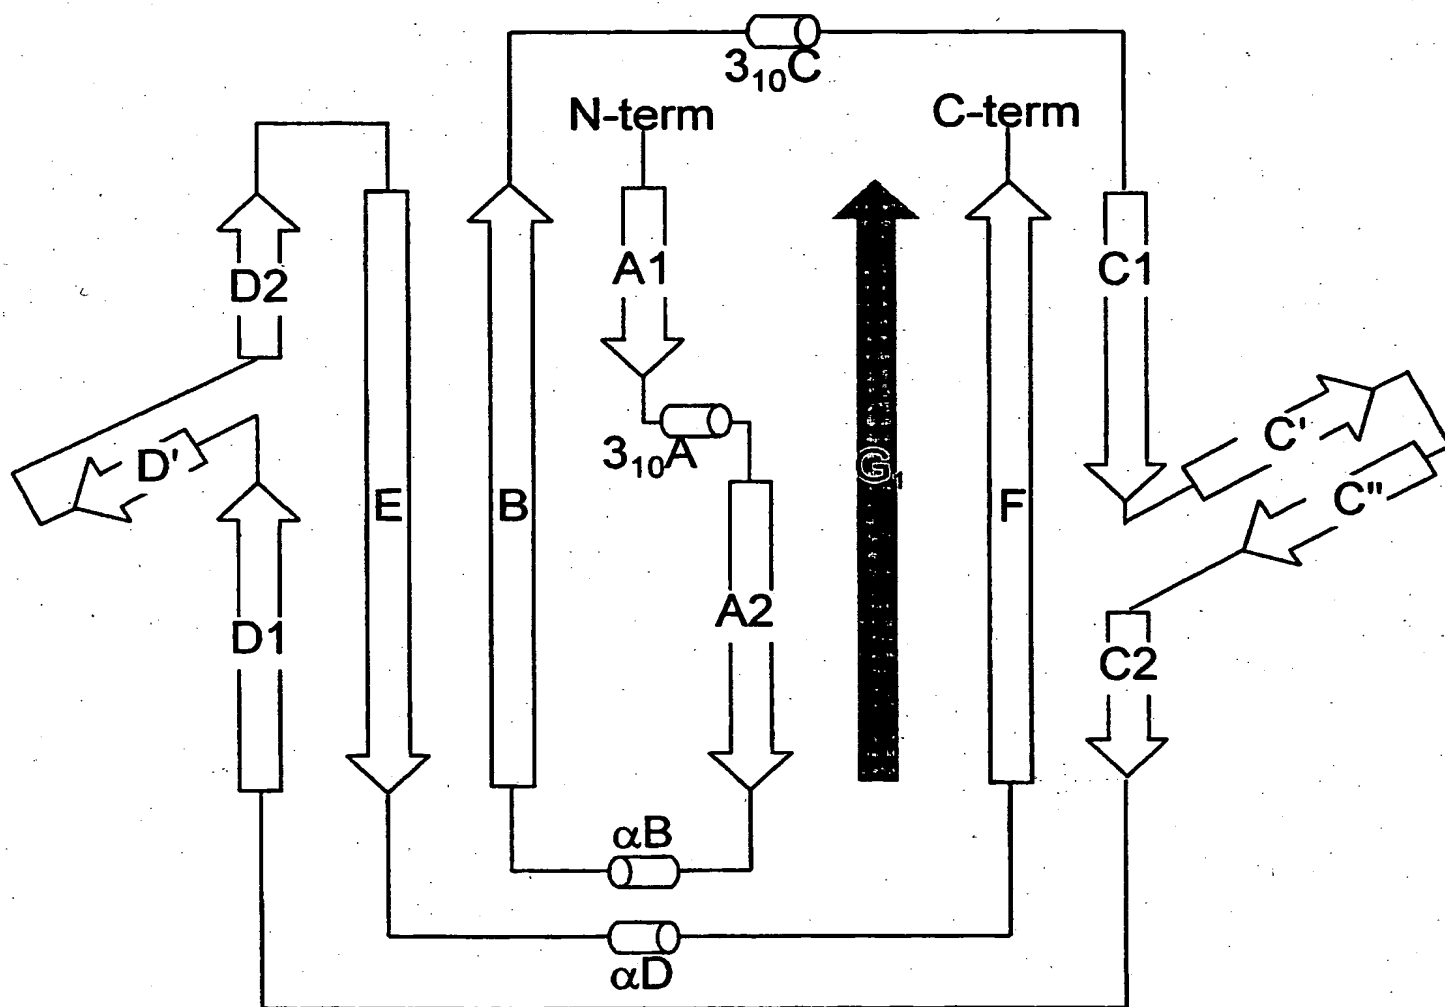 3₁₀C
N-term
C-term
A1
C1
D2
3₁₀A
C'
D'
G₁
C''
E
B
F
A2
D1
C2
αB
αD